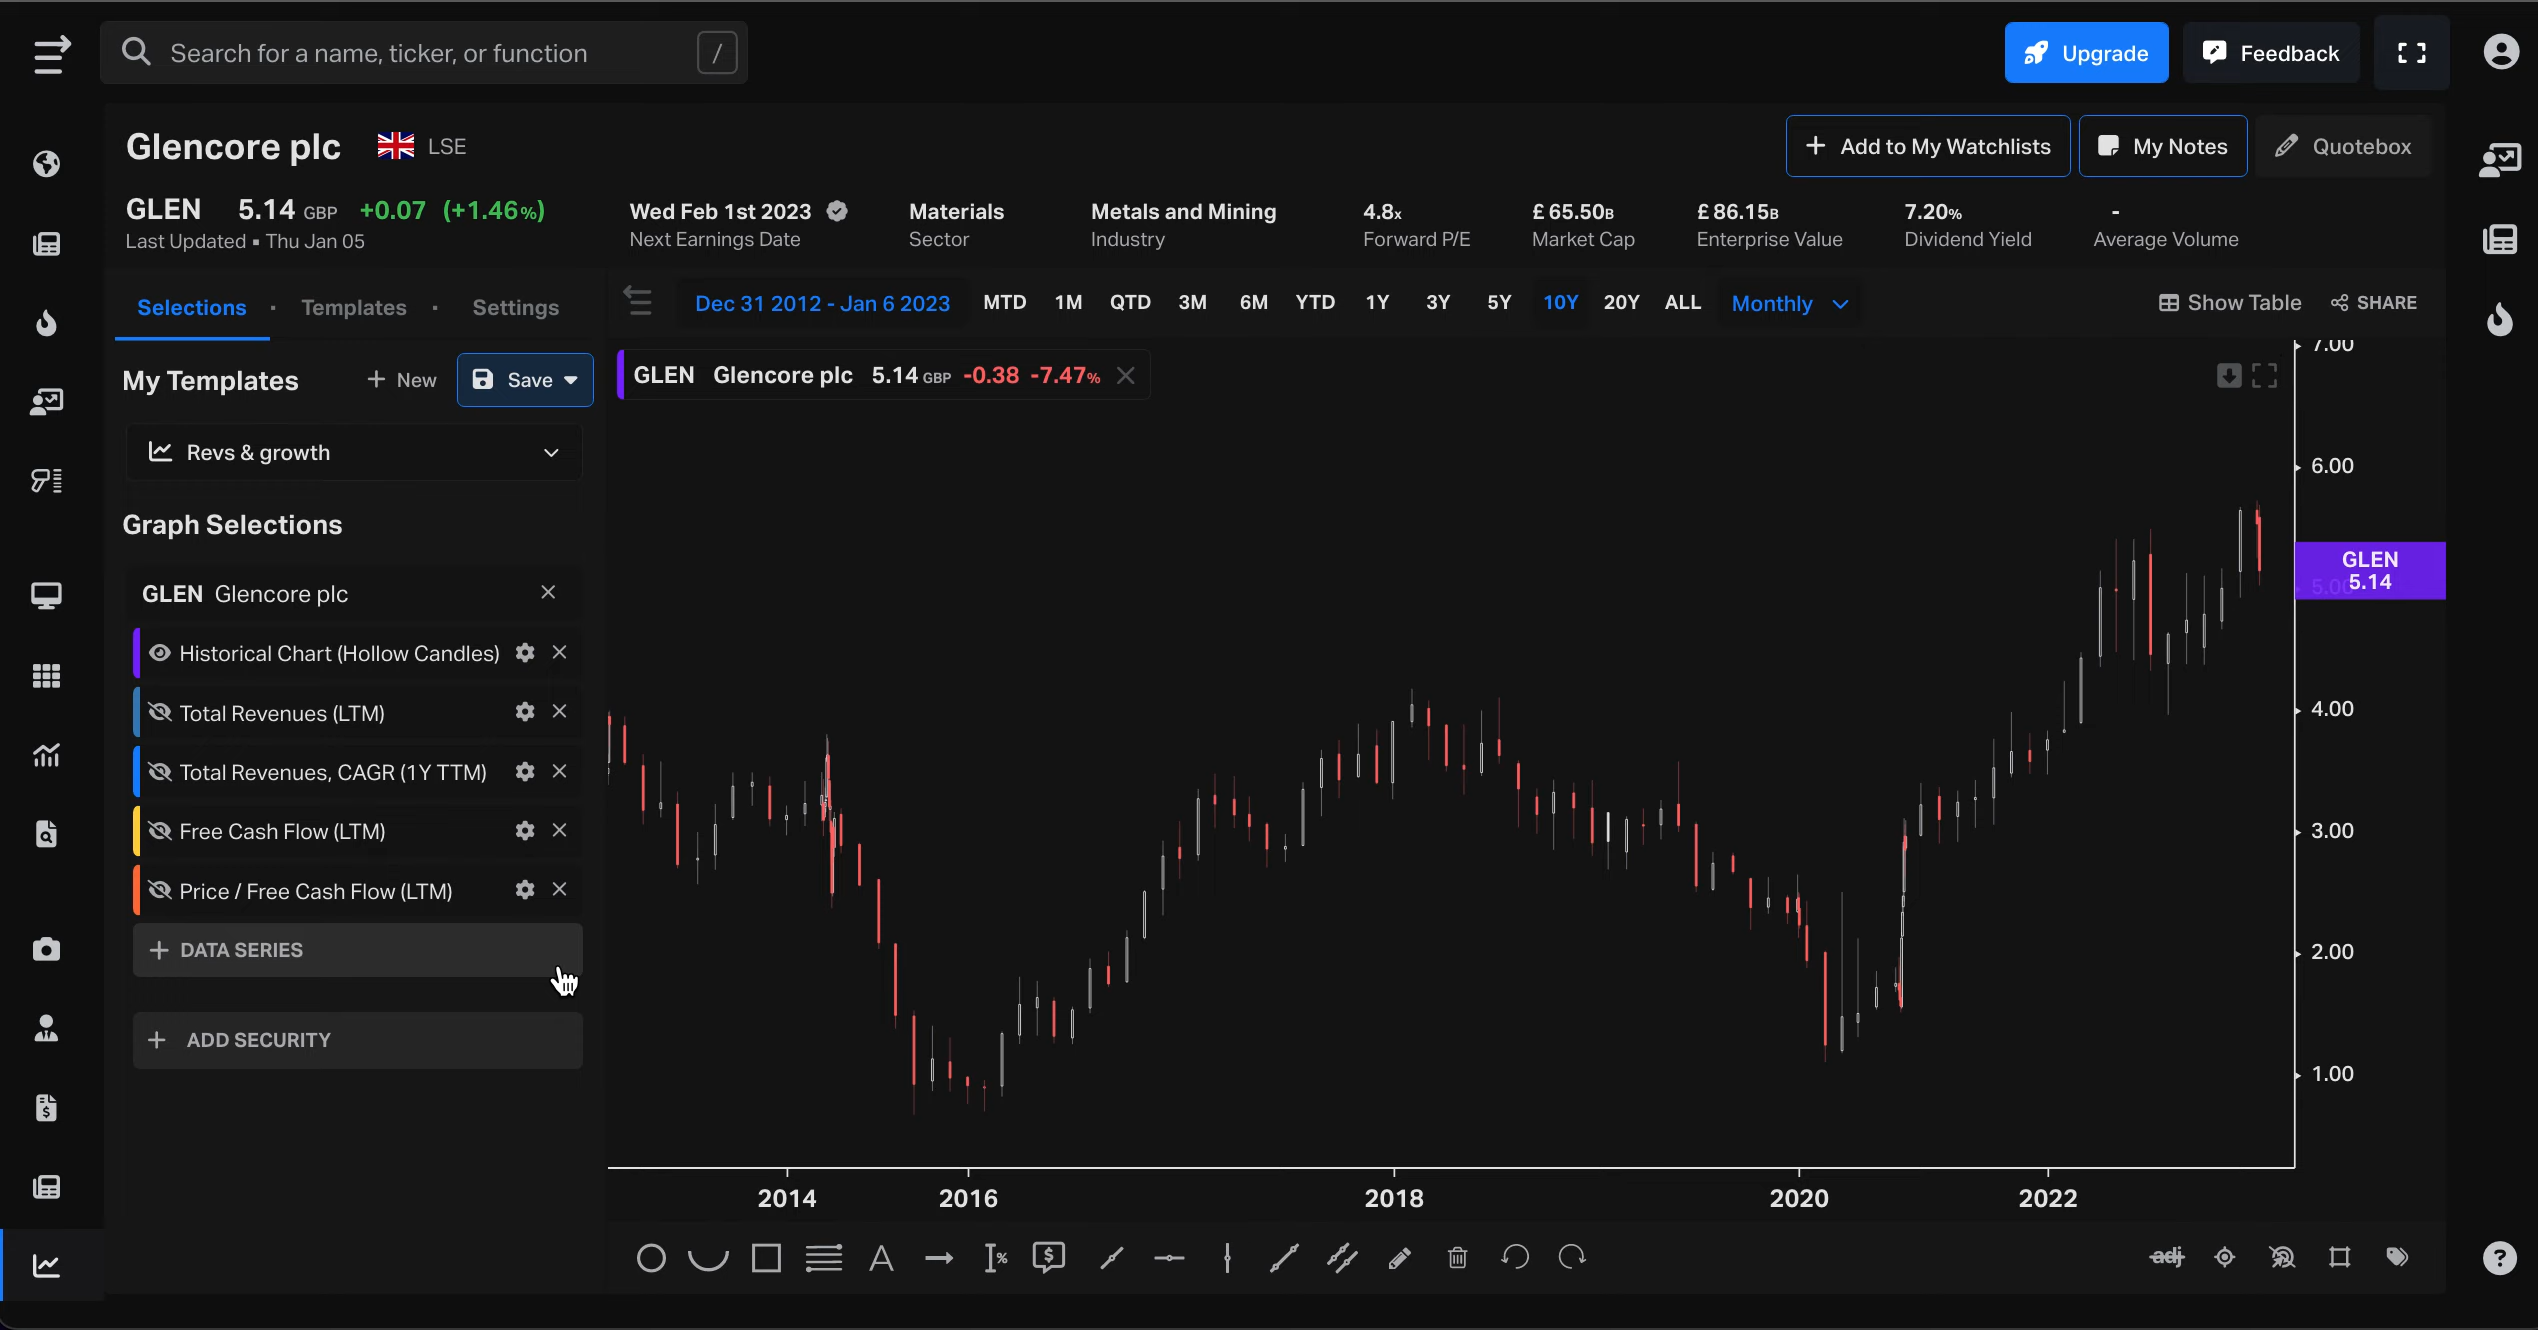 Search for a name, ticker, or function /
Upgrade
Feedback
Glencore plc LSE
Add to My Watchlists
My Notes
Quotebox
GLEN 5.14 GBP +0.07 (+1.46%)
Last Updated ▪ Thu Jan 05
Wed Feb 1st 2023
Next Earnings Date
Materials
Sector
Metals and Mining
Industry
4.8x
Forward P/E
£ 65.50B
Market Cap
£ 86.15B
Enterprise Value
7.20%
Dividend Yield
-
Average Volume
Selections · Templates · Settings
Dec 31 2012 - Jan 6 2023 MTD 1M QTD 3M 6M YTD 1Y 3Y 5Y 10Y 20Y ALL Monthly
Show Table
SHARE
My Templates
+ New
Save
Revs & growth
Graph Selections
GLEN Glencore plc
Historical Chart (Hollow Candles)
Total Revenues (LTM)
Total Revenues, CAGR (1Y TTM)
Free Cash Flow (LTM)
Price / Free Cash Flow (LTM)
+ DATA SERIES
+ ADD SECURITY
GLEN Glencore plc 5.14 GBP -0.38 -7.47%
7.00
6.00
GLEN
5.14
5.00
4.00
3.00
2.00
1.00
2014
2016
2018
2020
2022
A
%
$
adj
?